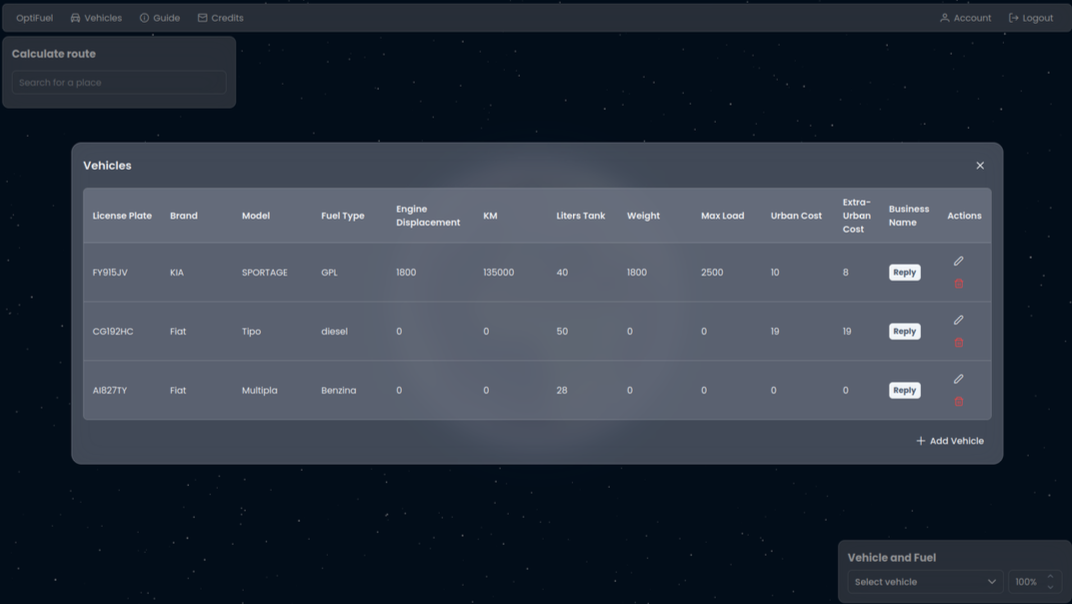 OptiFuel Vehicles Guide Credits Account Logout
Calculate route
Search for a place
Vehicles
License Plate Brand Model Fuel Type Engine Displacement KM Liters Tank Weight Max Load Urban Cost Extra-Urban Cost Business Name Actions
FY915JV KIA SPORTAGE GPL 1800 135000 40 1800 2500 10 8 Reply
CG192HC Fiat Tipo diesel 0 0 50 0 0 19 19 Reply
AI827TY Fiat Multipla Benzina 0 0 28 0 0 0 0 Reply
Add Vehicle
Vehicle and Fuel
Select vehicle 100%